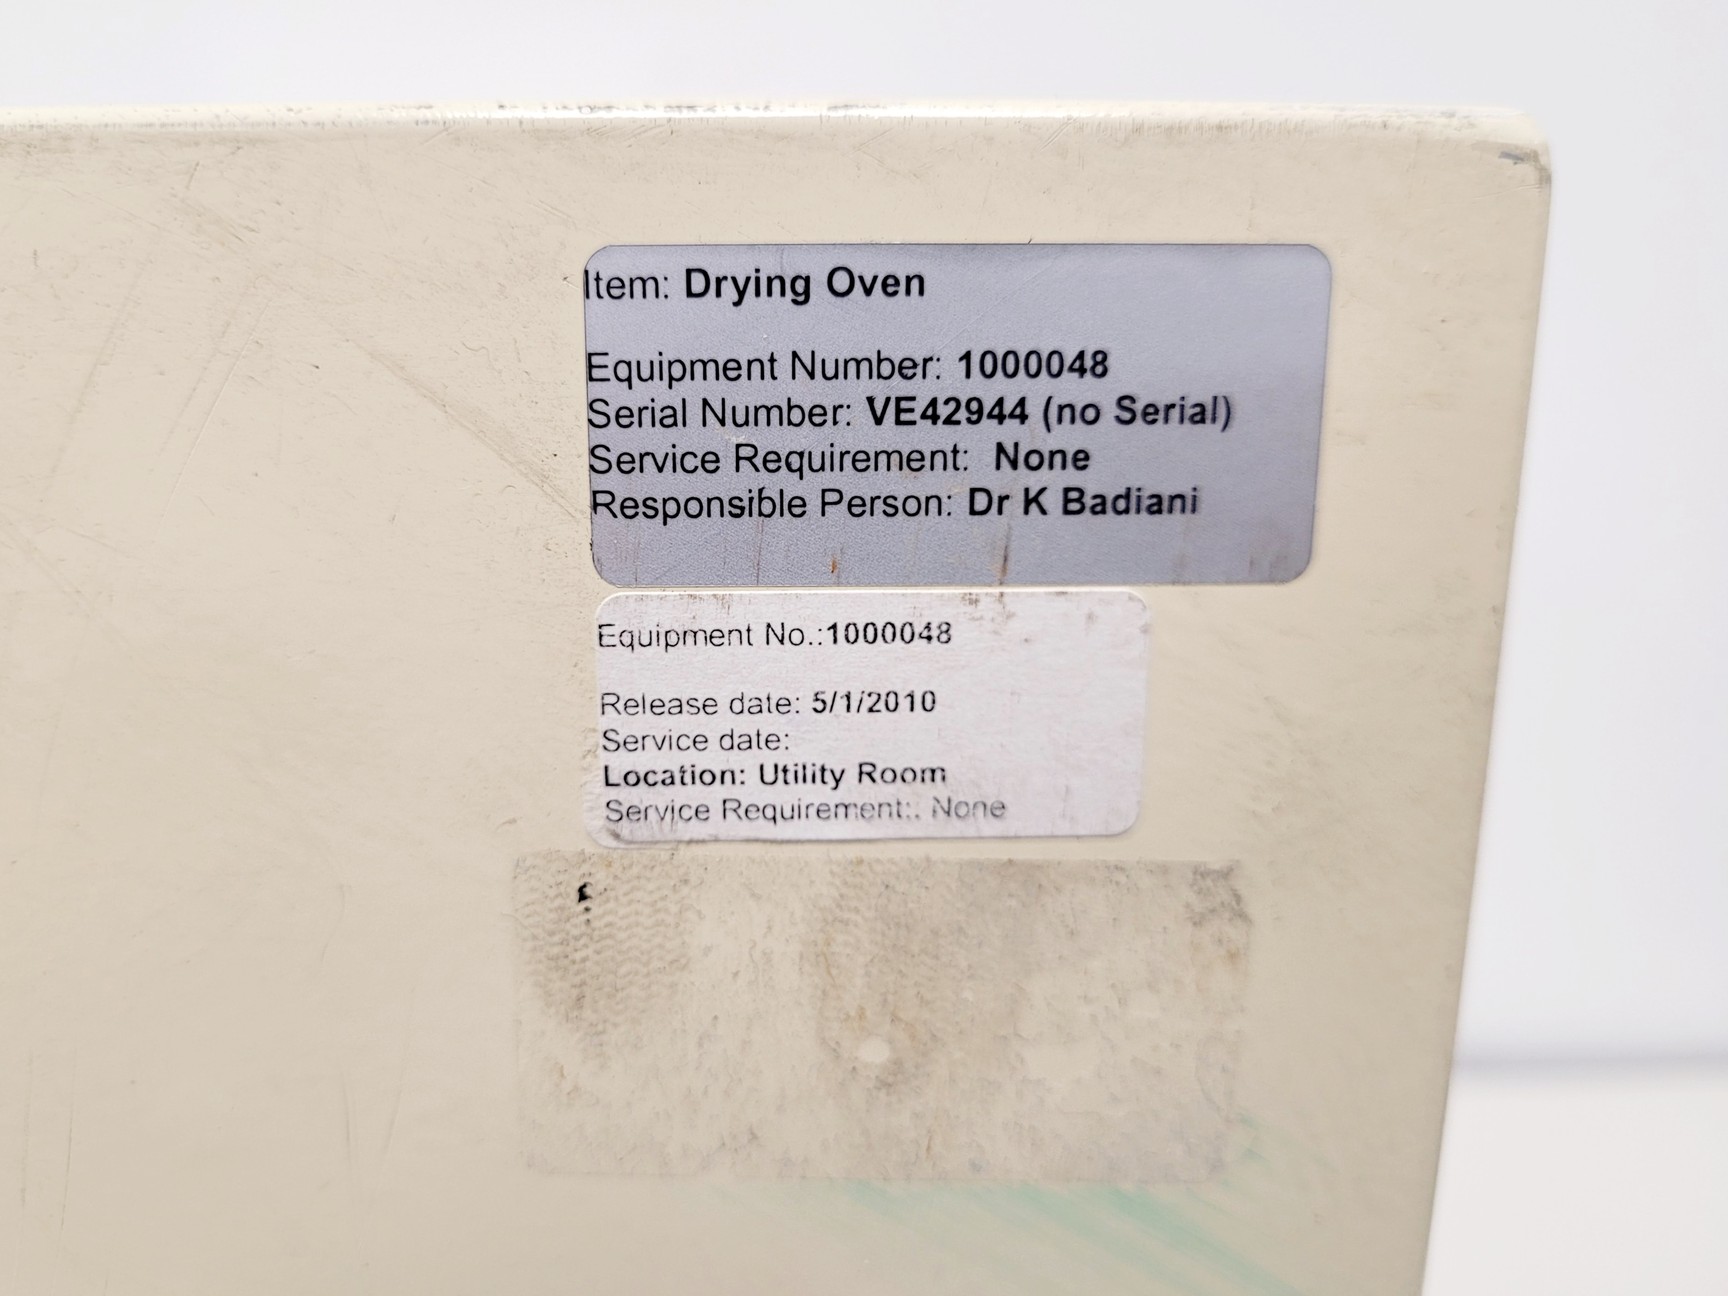 Item: Drying Oven
Equipment Number: 1000048
Serial Number: VE42944 (no Serial)
Service Requirement: None
Responsible Person: Dr K Badiani
Equipment No.:1000048
Release date: 5/1/2010
Service date:
Location: Utility Room
Service Requirement:. None